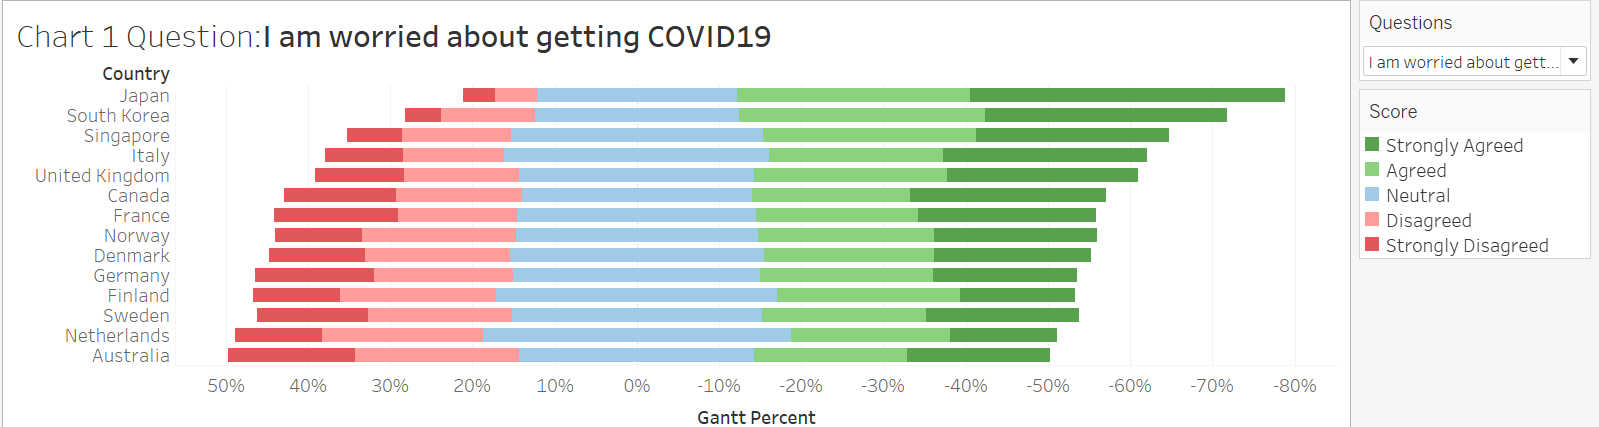 Chart 1 Question:I am worried about getting COVID19
Country
Japan
South Korea
Singapore
Italy
United Kingdom
Canada
France
Norway
Denmark
Germany
Finland
Sweden
Netherlands
Australia
50% 40% 30% 20% 10% 0% -10% -20% -30% -40% -50% -60% -70% -80%
Gantt Percent
Questions
I am worried about gett...
Score
Strongly Agreed
Agreed
Neutral
Disagreed
Strongly Disagreed